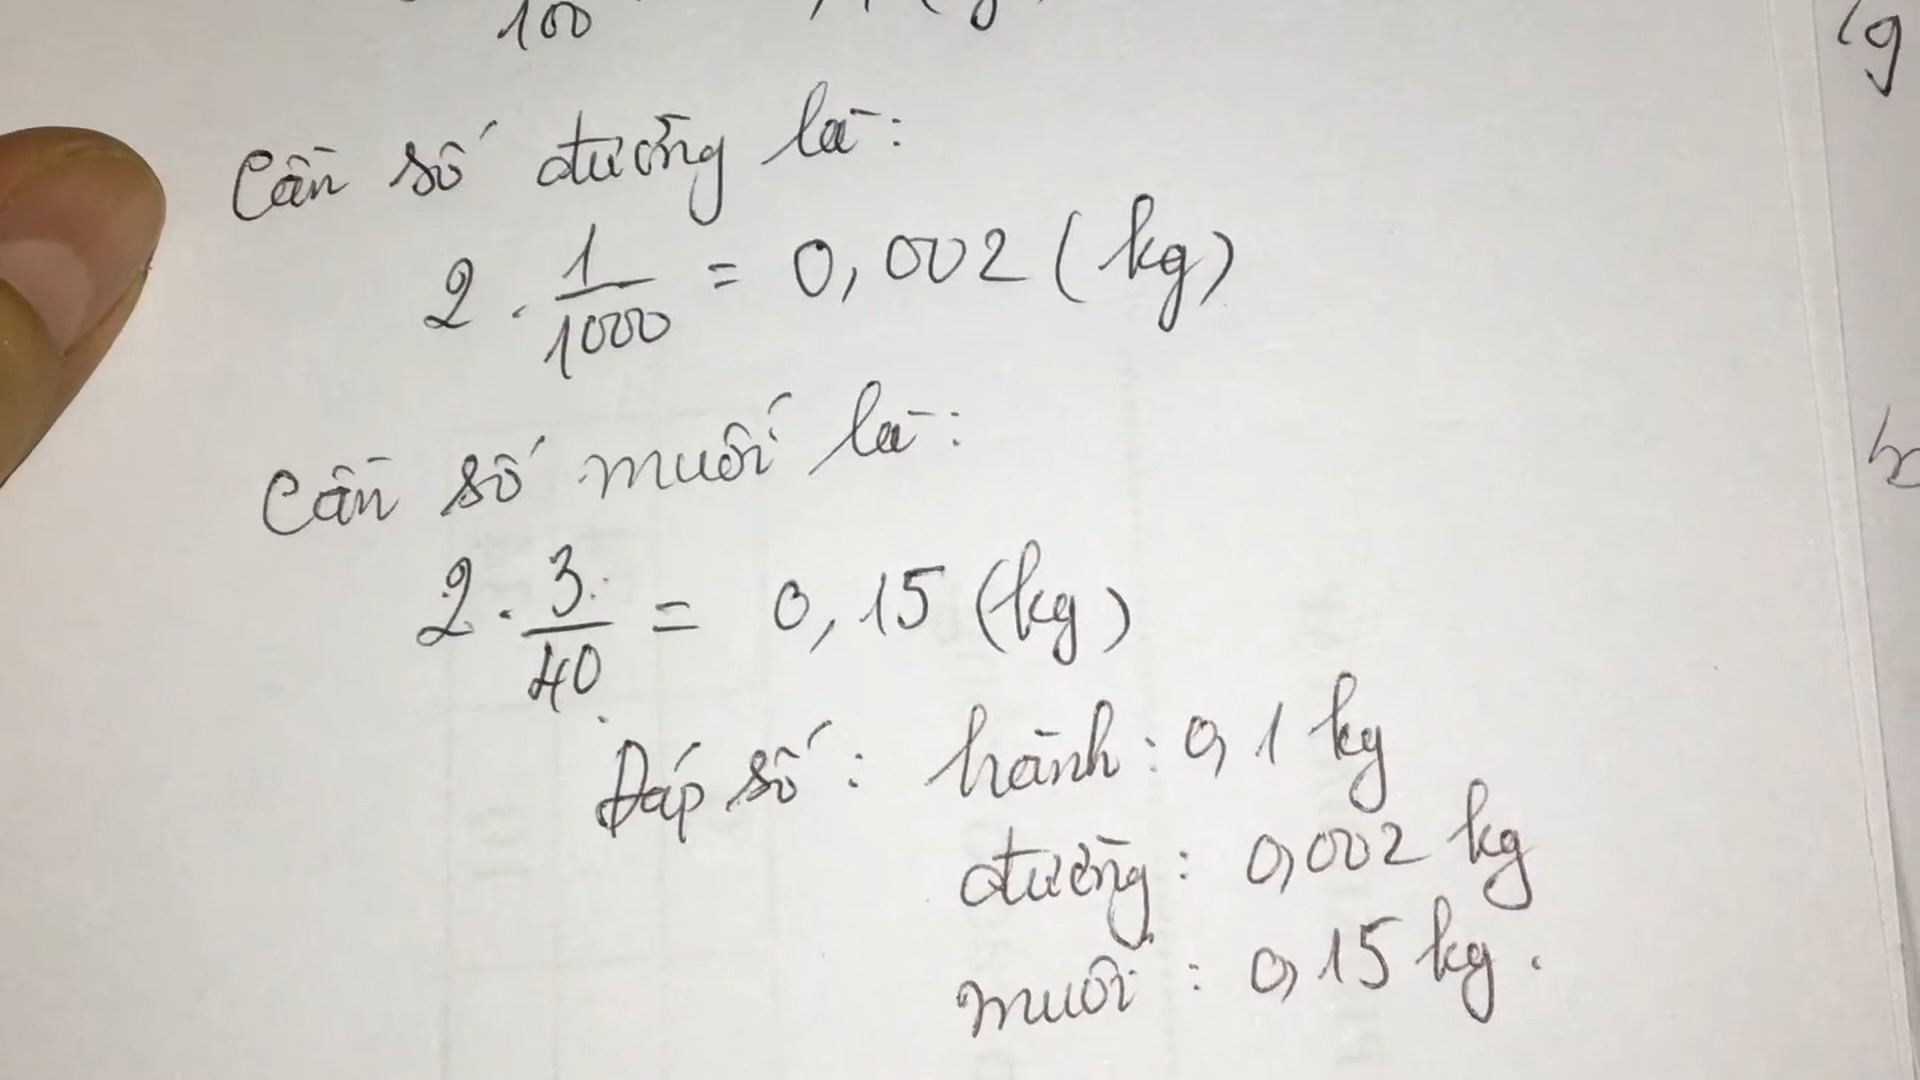 100
Cần số đường là:
2 . 1/1000 = 0,002 (kg)
Cần số muối là:
2 . 3/40 = 0,15 (kg)
Đáp số: hành: 0,1 kg
đường: 0,002 kg
muối: 0,15 kg.